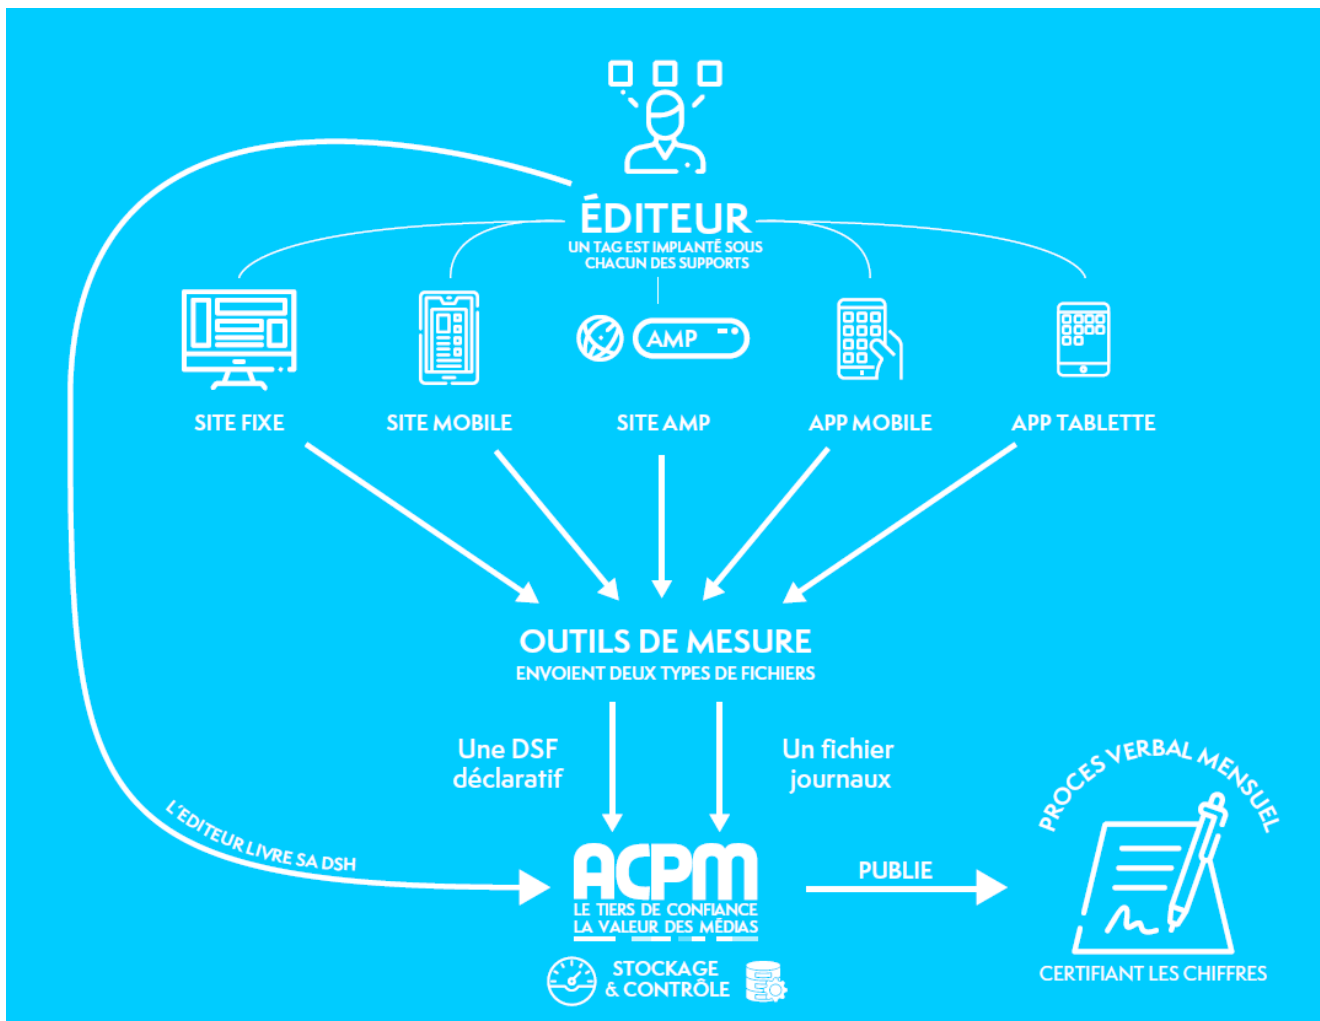 ÉDITEUR
UN TAG EST IMPLANTÉ SOUS
CHACUN DES SUPPORTS
AMP
SITE FIXE
SITE MOBILE
SITE AMP
APP MOBILE
APP TABLETTE
OUTILS DE MESURE
ENVOIENT DEUX TYPES DE FICHIERS
Une DSF
déclaratif
Un fichier
journaux
L'EDITEUR LIVRE SA DSH
ACPM
LE TIERS DE CONFIANCE
LA VALEUR DES MÉDIAS
STOCKAGE
& CONTRÔLE
PUBLIE
PROCES VERBAL MENSUEL
CERTIFIANT LES CHIFFRES